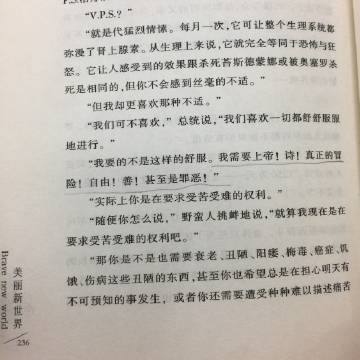 "V.P.S.?"
"就是代猛烈情愫。每月一次，它可让整个生理系统都
弥漫了肾上腺素。从生理上来说，它就完全等同于恐怖与狂
怒。它让人感受到的效果跟杀死苔斯德蒙娜或被奥塞罗杀
死是相同的，但你不会感到丝毫的不适。"
"但我却更喜欢那种不适。"
"我们可不喜欢，"总统说，"我们喜欢一切都舒舒服服
地进行。"
"我要的不是这样的舒服。我需要上帝！诗！真正的冒
险！自由！善！甚至是罪恶！"
"实际上你是在要求受苦受难的权利。"
"随便你怎么说，"野蛮人挑衅地说，"就算我现在是在
要求受苦受难的权利吧。"
"那你是不是也需要衰老、丑陋、阳痿、梅毒、癌症、饥
饿、伤病这些丑陋的东西，甚至你也希望总是在担心明天有
不可预知的事发生，或者你还需要遭受种种难以描述痛苦
美丽新世界
Brave new world
236